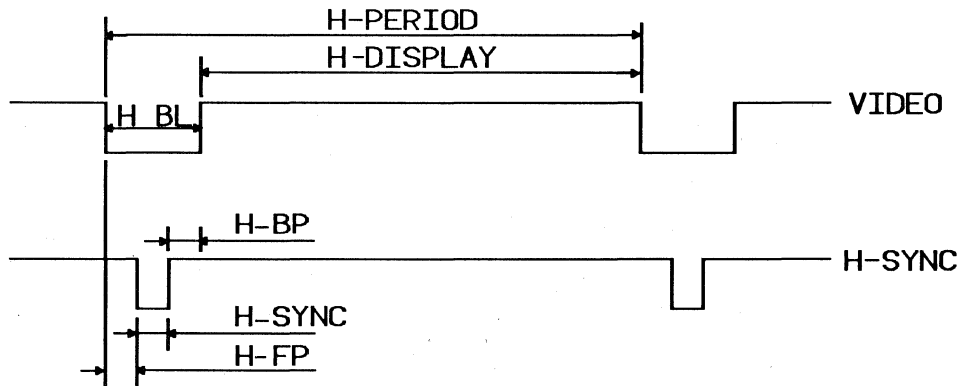 H-PERIOD
H-DISPLAY
VIDEO
H BL
H-BP
H-SYNC
H-SYNC
H-FP